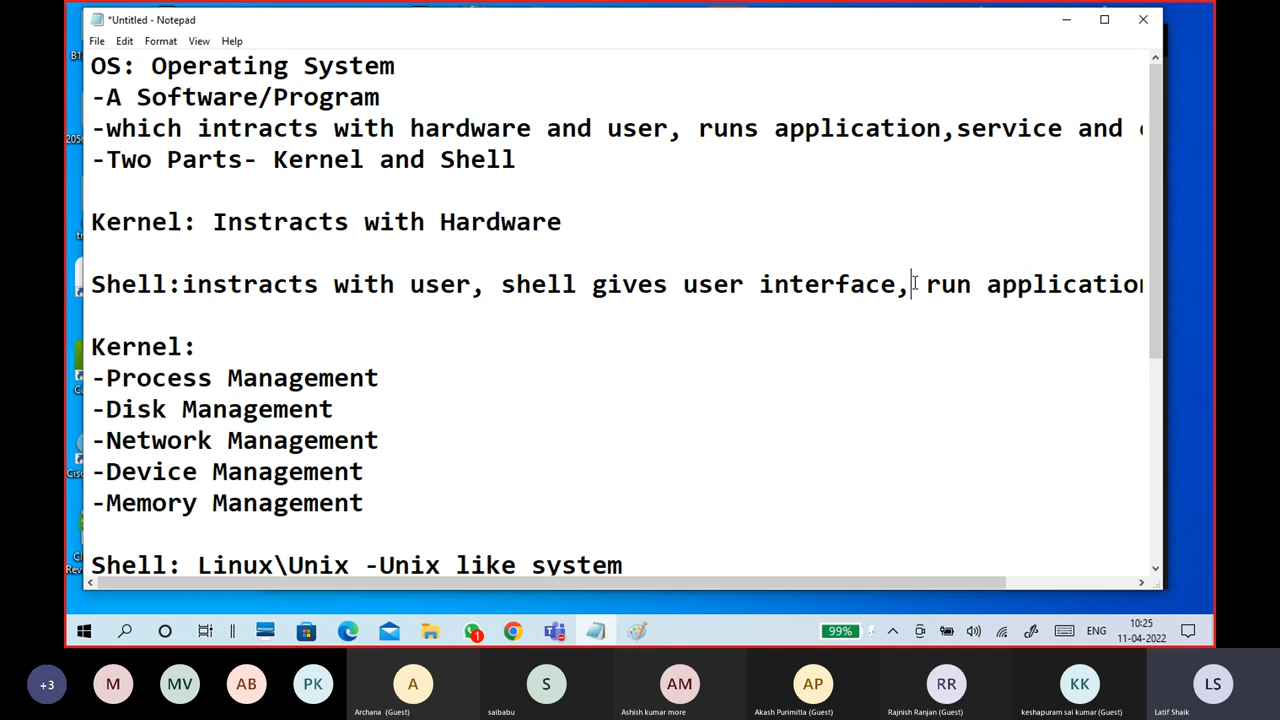 *Untitled - Notepad
File Edit Format View Help
OS: Operating System
-A Software/Program
-which intracts with hardware and user, runs application,service and
-Two Parts- Kernel and Shell
Kernel: Instracts with Hardware
Shell:instracts with user, shell gives user interface, run application
Kernel:
-Process Management
-Disk Management
-Network Management
-Device Management
-Memory Management
Shell: Linux\Unix -Unix like system
99%
ENG
10:25
11-04-2022
1
+3
M
MV
AB
PK
A
Archana (Guest)
S
saibabu
AM
Ashish kumar more
AP
Akash Purimitla (Guest)
RR
Rajnish Ranjan (Guest)
KK
keshapuram sai kumar (Guest)
LS
Latif Shaik